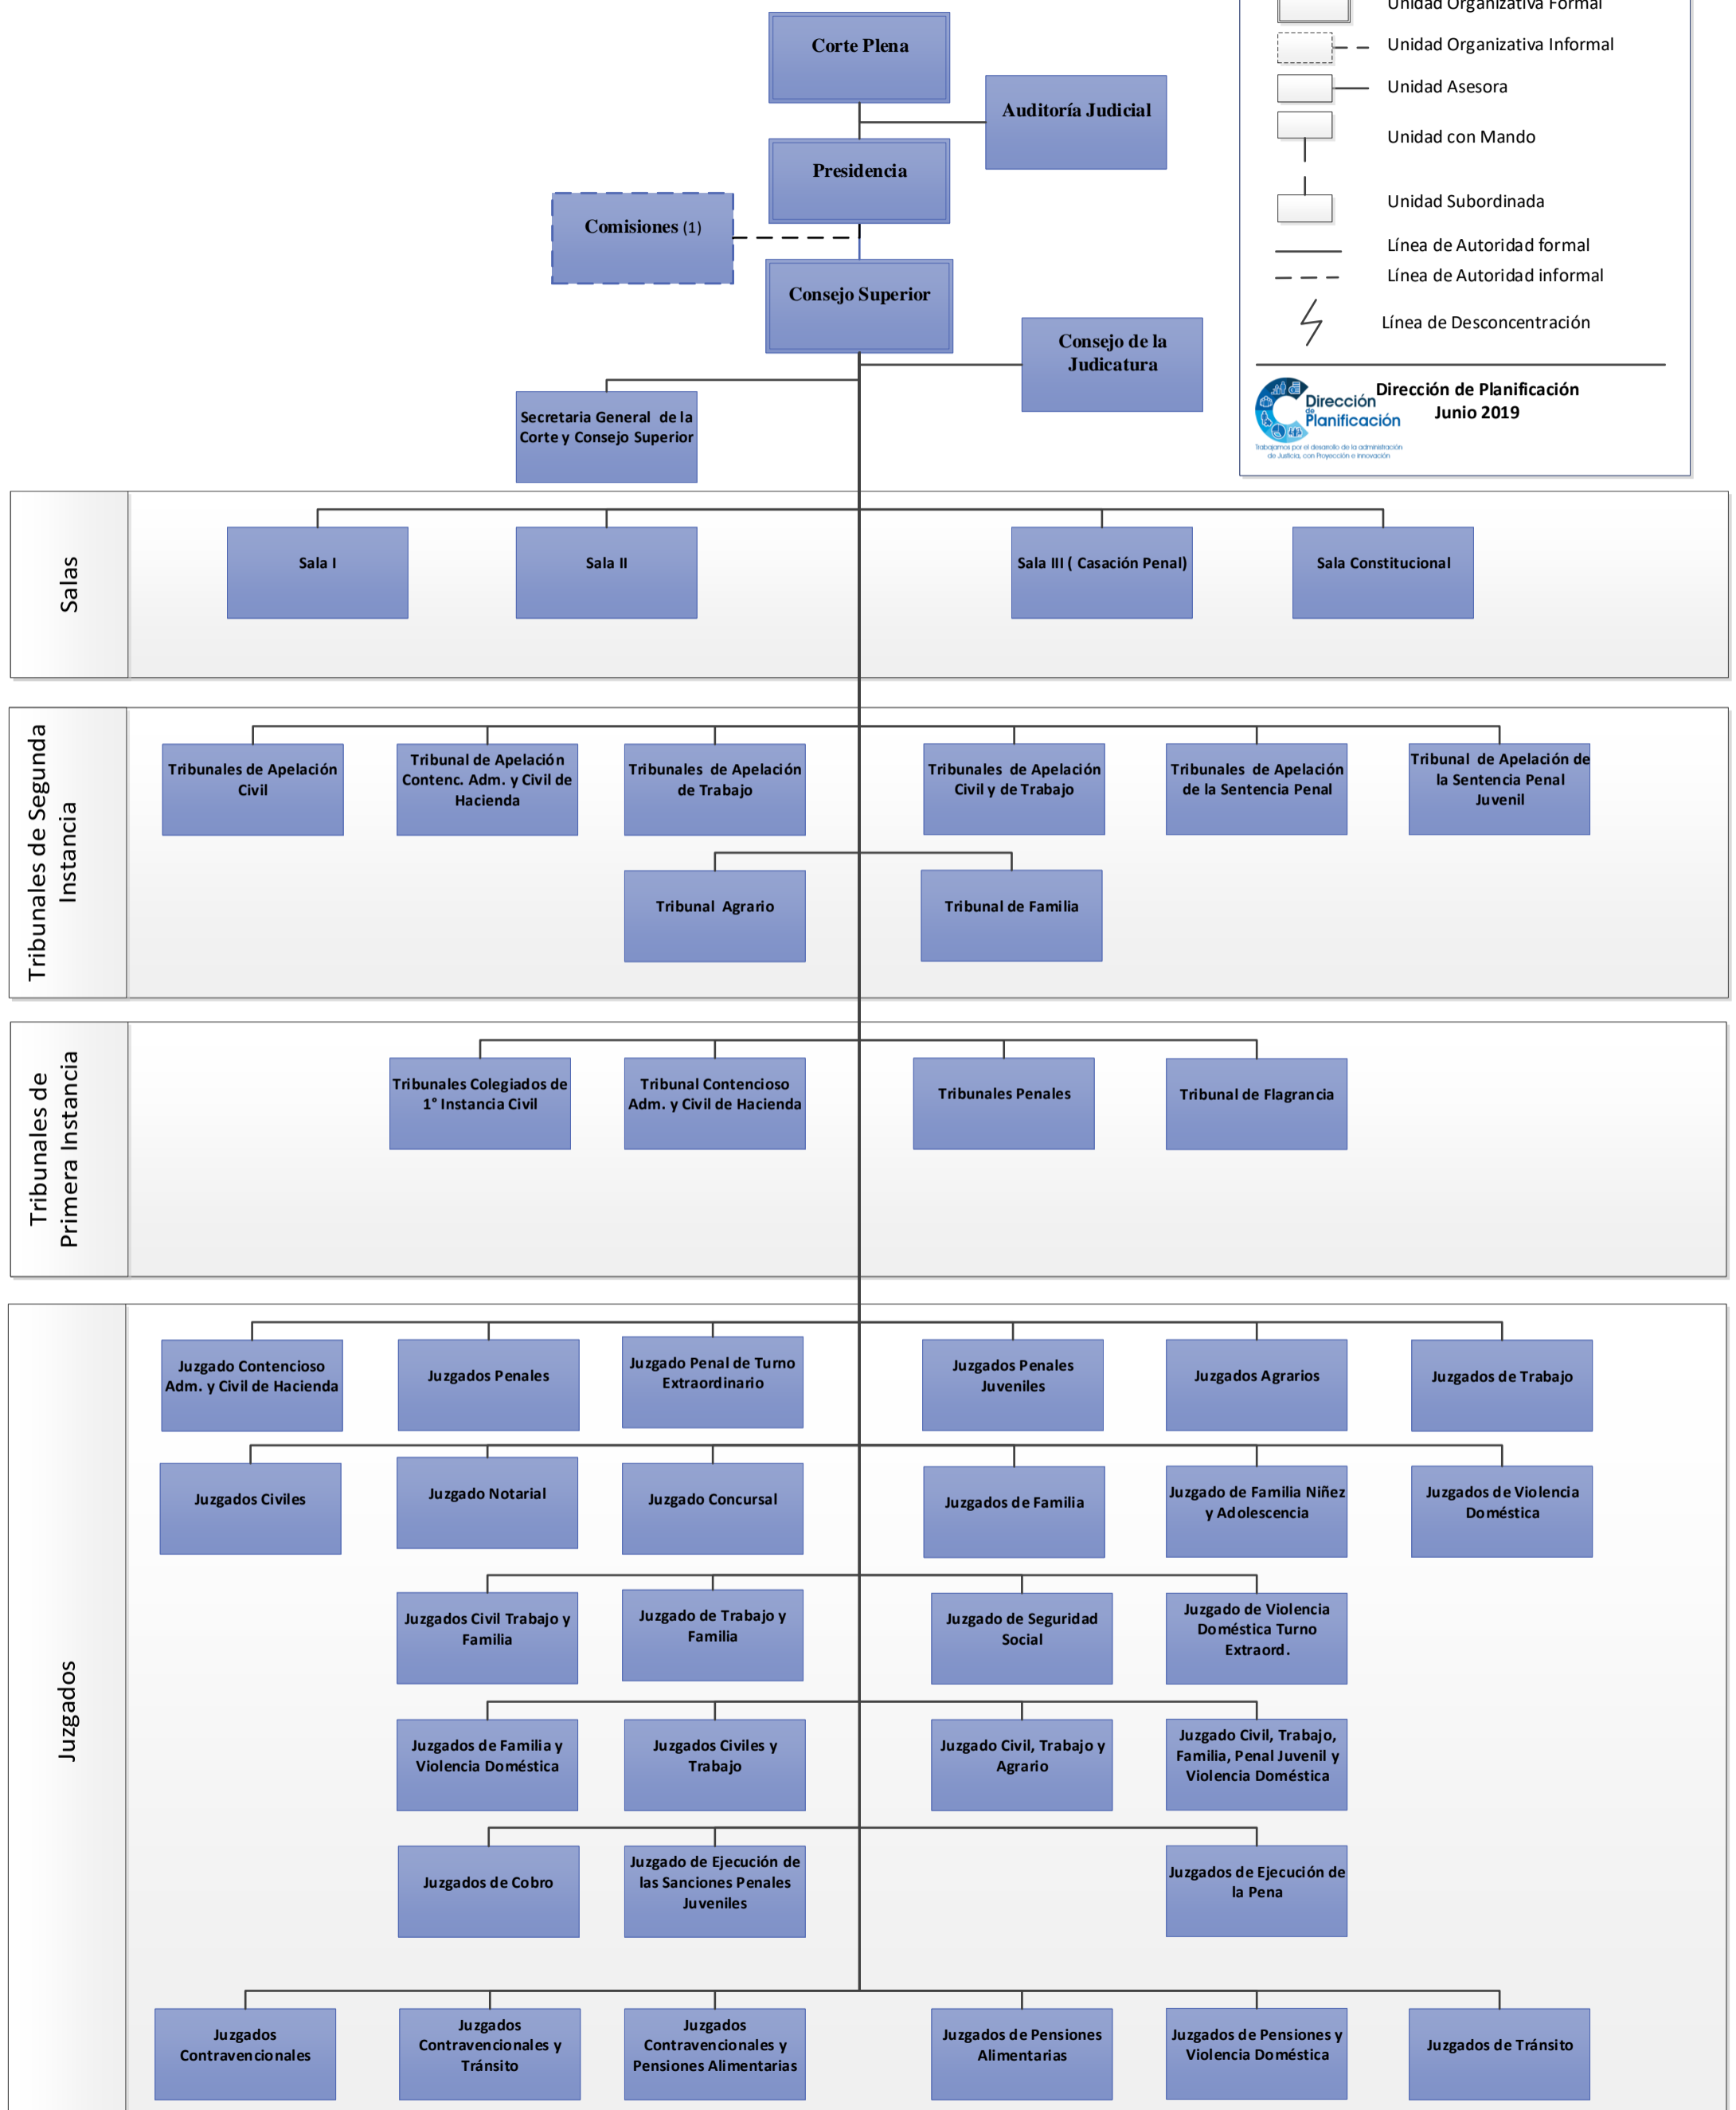 Unidad Organizativa Formal
Unidad Organizativa Informal
Unidad Asesora
Unidad con Mando
Unidad Subordinada
Línea de Autoridad formal
Línea de Autoridad informal
Línea de Desconcentración
Dirección de Planificación
Junio 2019
Dirección
de
Planificación
Trabajamos por el desarrollo de la administración
de Justicia, con Proyección e Innovación
Corte Plena
Auditoría Judicial
Presidencia
Comisiones (1)
Consejo Superior
Consejo de la
Judicatura
Secretaria General de la
Corte y Consejo Superior
Salas
Sala I
Sala II
Sala III ( Casación Penal)
Sala Constitucional
Tribunales de Segunda
Instancia
Tribunales de Apelación
Civil
Tribunal de Apelación
Contenc. Adm. y Civil de
Hacienda
Tribunales de Apelación
de Trabajo
Tribunales de Apelación
Civil y de Trabajo
Tribunales de Apelación
de la Sentencia Penal
Tribunal de Apelación de
la Sentencia Penal
Juvenil
Tribunal Agrario
Tribunal de Familia
Tribunales de
Primera Instancia
Tribunales Colegiados de
1° Instancia Civil
Tribunal Contencioso
Adm. y Civil de Hacienda
Tribunales Penales
Tribunal de Flagrancia
Juzgados
Juzgado Contencioso
Adm. y Civil de Hacienda
Juzgados Penales
Juzgado Penal de Turno
Extraordinario
Juzgados Penales
Juveniles
Juzgados Agrarios
Juzgados de Trabajo
Juzgados Civiles
Juzgado Notarial
Juzgado Concursal
Juzgados de Familia
Juzgado de Familia Niñez
y Adolescencia
Juzgados de Violencia
Doméstica
Juzgados Civil Trabajo y
Familia
Juzgado de Trabajo y
Familia
Juzgado de Seguridad
Social
Juzgado de Violencia
Doméstica Turno
Extraord.
Juzgados de Familia y
Violencia Doméstica
Juzgados Civiles y
Trabajo
Juzgado Civil, Trabajo y
Agrario
Juzgado Civil, Trabajo,
Familia, Penal Juvenil y
Violencia Doméstica
Juzgados de Cobro
Juzgado de Ejecución de
las Sanciones Penales
Juveniles
Juzgados de Ejecución de
la Pena
Juzgados
Contravencionales
Juzgados
Contravencionales y
Tránsito
Juzgados
Contravencionales y
Pensiones Alimentarias
Juzgados de Pensiones
Alimentarias
Juzgados de Pensiones y
Violencia Doméstica
Juzgados de Tránsito